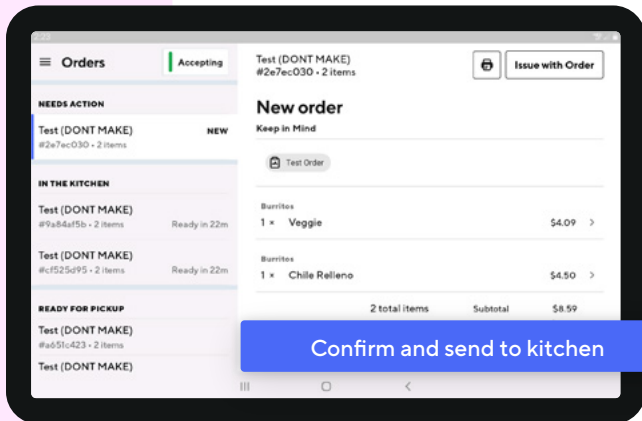 2:23
Orders
Accepting
NEEDS ACTION
Test (DONT MAKE)
NEW
#2e7ec030 • 2 items
IN THE KITCHEN
Test (DONT MAKE)
#9a84af5b • 2 items
Ready in 22m
Test (DONT MAKE)
#cf525d95 • 2 items
Ready in 22m
READY FOR PICKUP
Test (DONT MAKE)
#a651c423 • 2 items
Test (DONT MAKE)
Test (DONT MAKE)
#2e7ec030 • 2 items
Issue with Order
New order
Keep in Mind
Test Order
Burritos
1 × Veggie $4.09
Burritos
1 × Chile Relleno $4.50
2 total items Subtotal $8.59
Confirm and send to kitchen